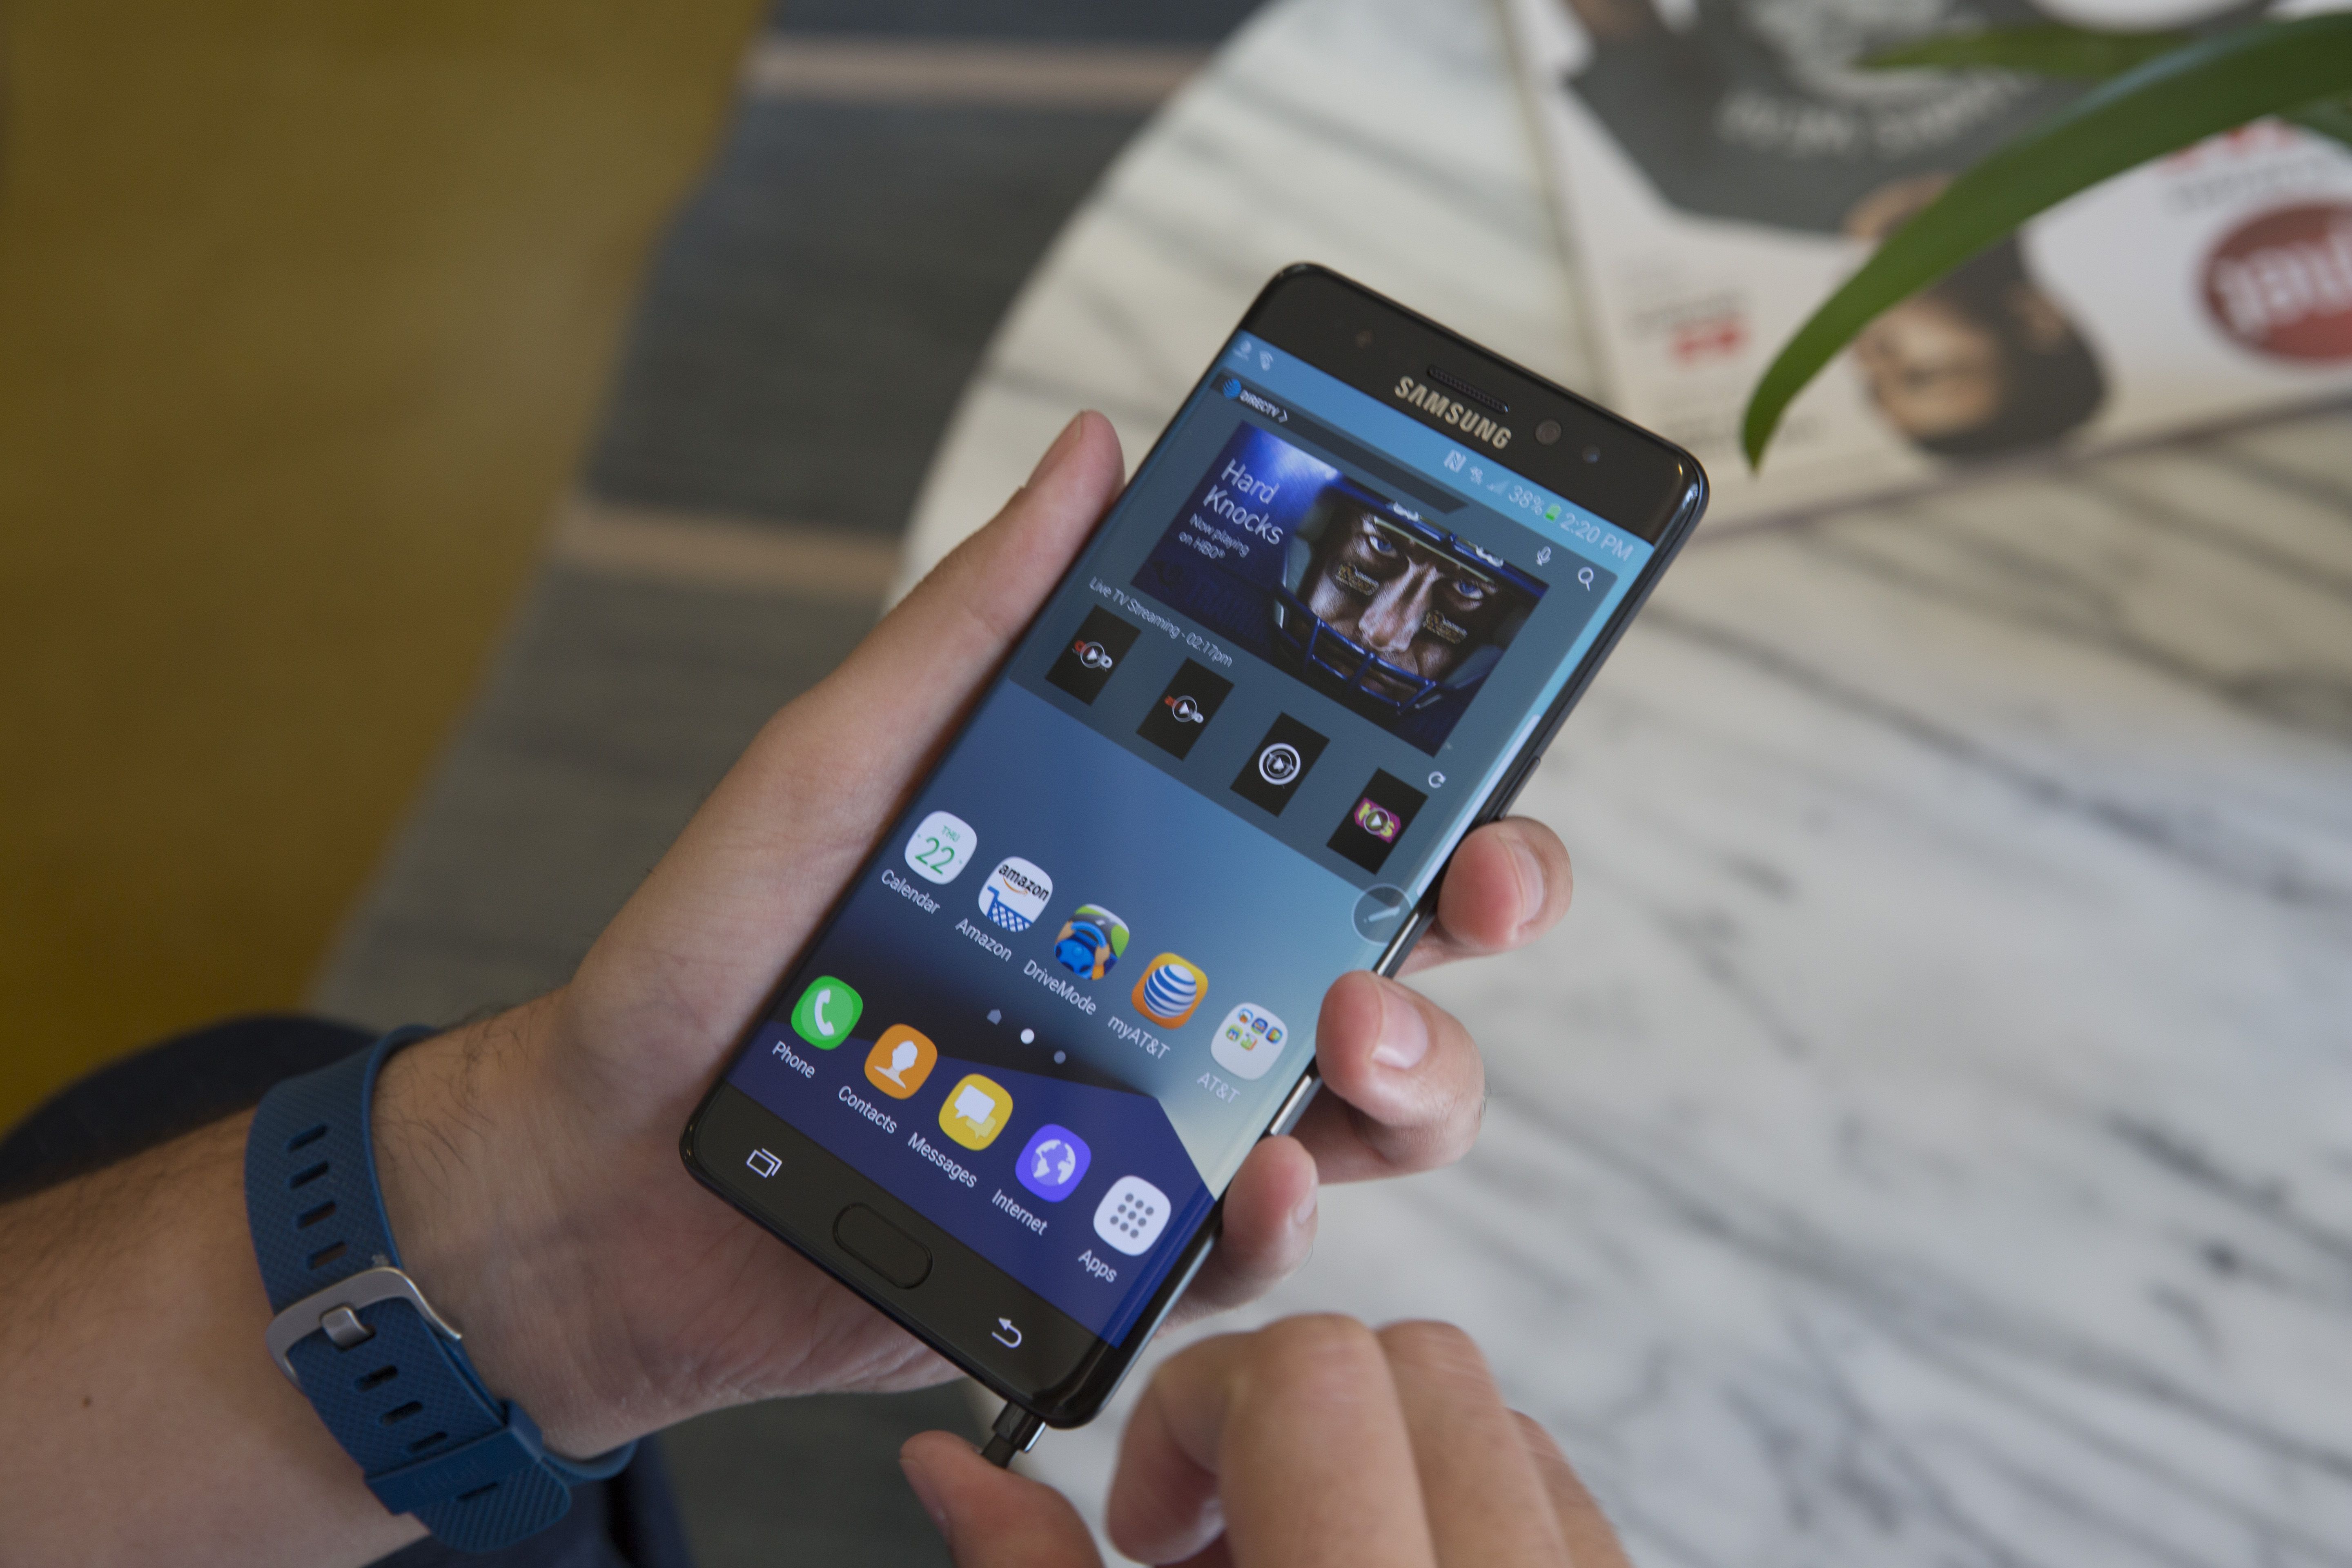 SAMSUNG
38% 2:20 PM
DIRECTV
Hard
Knocks
Now playing
on HBO®
Live TV Streaming - 02:17pm
THU
22
amazon
Calendar
Amazon
DriveMode
myAT&T
AT&T
Phone
Contacts
Messages
Internet
Apps